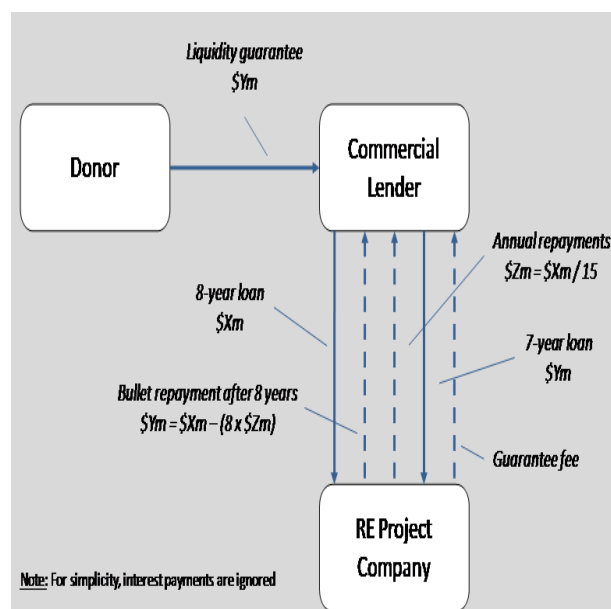 Liquidity guarantee
$Ym
Donor
Commercial
Lender
Annual repayments
$Zm = $Xm / 15
8-year loan
$Xm
7-year loan
$Ym
Bullet repayment after 8 years
$Ym = $Xm – (8 x $Zm)
Guarantee fee
RE Project
Company
Note: For simplicity, interest payments are ignored